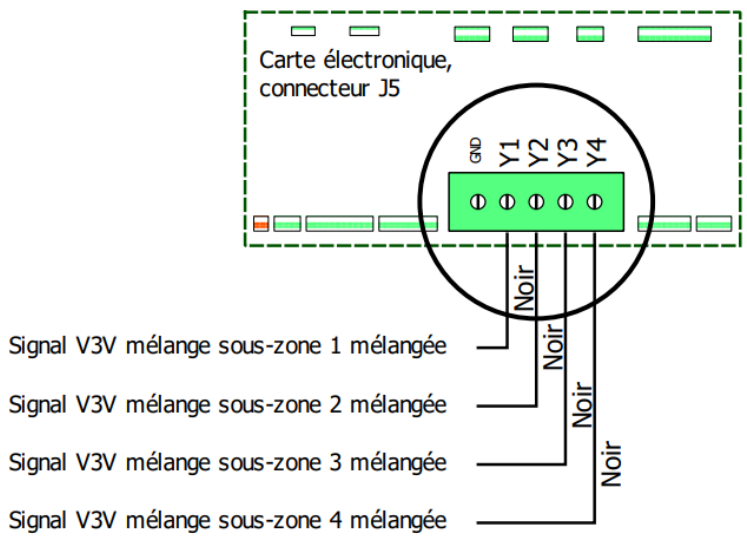 Carte électronique,
connecteur J5
GND Y1 Y2 Y3 Y4
Noir
Signal V3V mélange sous-zone 1 mélangée
Noir
Signal V3V mélange sous-zone 2 mélangée
Noir
Signal V3V mélange sous-zone 3 mélangée
Noir
Signal V3V mélange sous-zone 4 mélangée